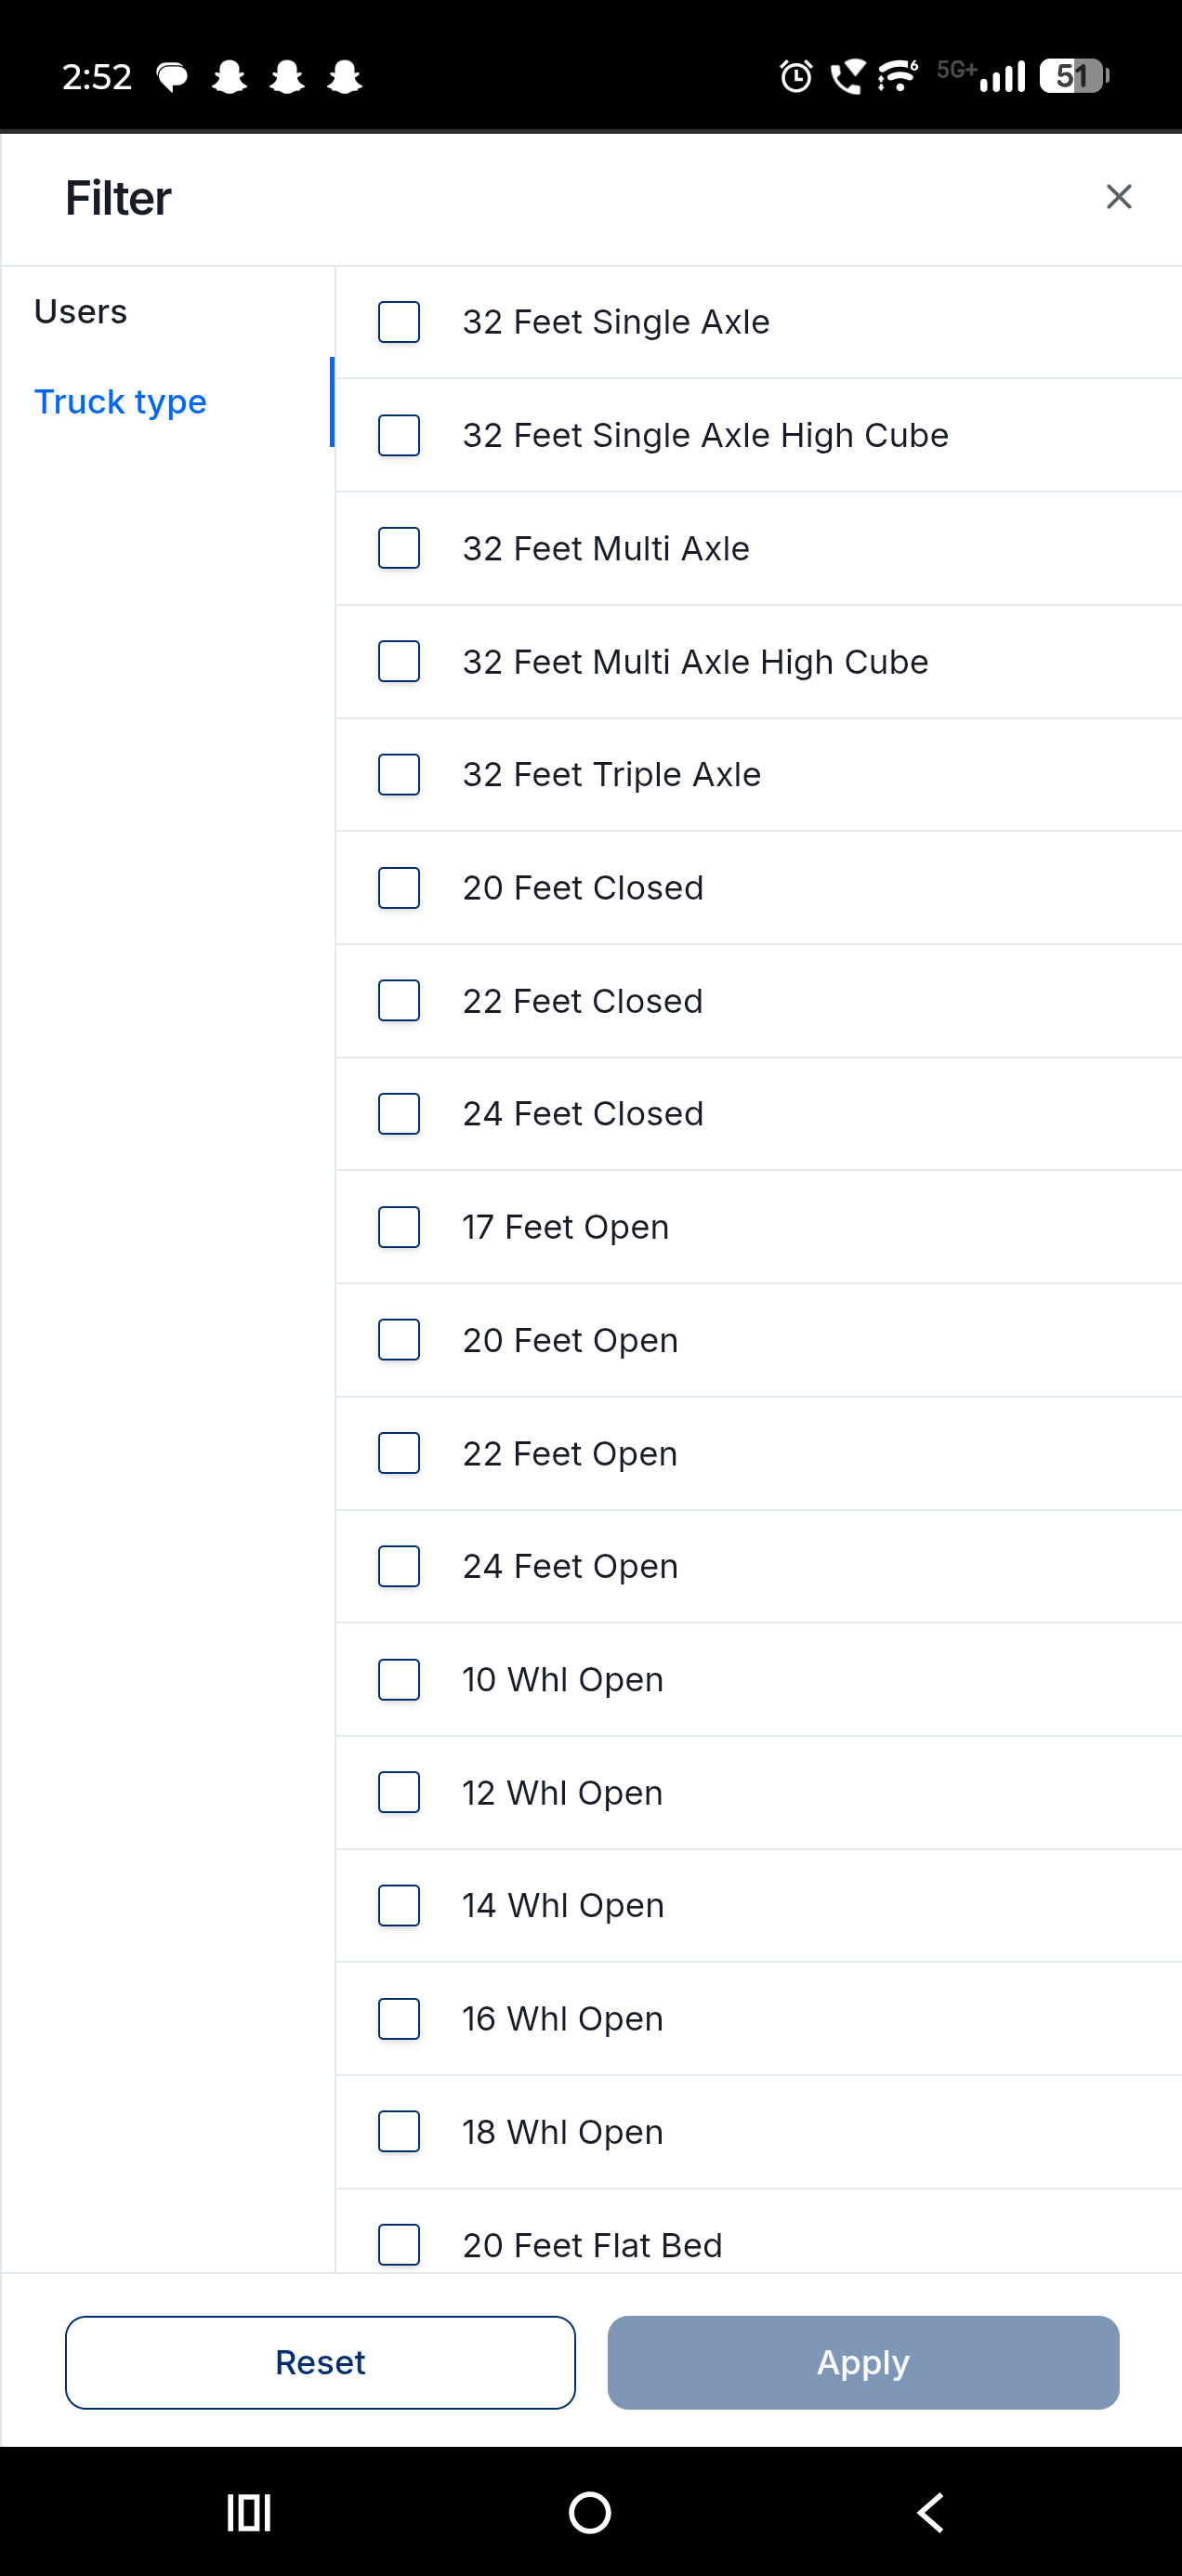 2:52
6 5G+ 51
Filter
Users
Truck type
32 Feet Single Axle
32 Feet Single Axle High Cube
32 Feet Multi Axle
32 Feet Multi Axle High Cube
32 Feet Triple Axle
20 Feet Closed
22 Feet Closed
24 Feet Closed
17 Feet Open
20 Feet Open
22 Feet Open
24 Feet Open
10 Whl Open
12 Whl Open
14 Whl Open
16 Whl Open
18 Whl Open
20 Feet Flat Bed
Reset
Apply